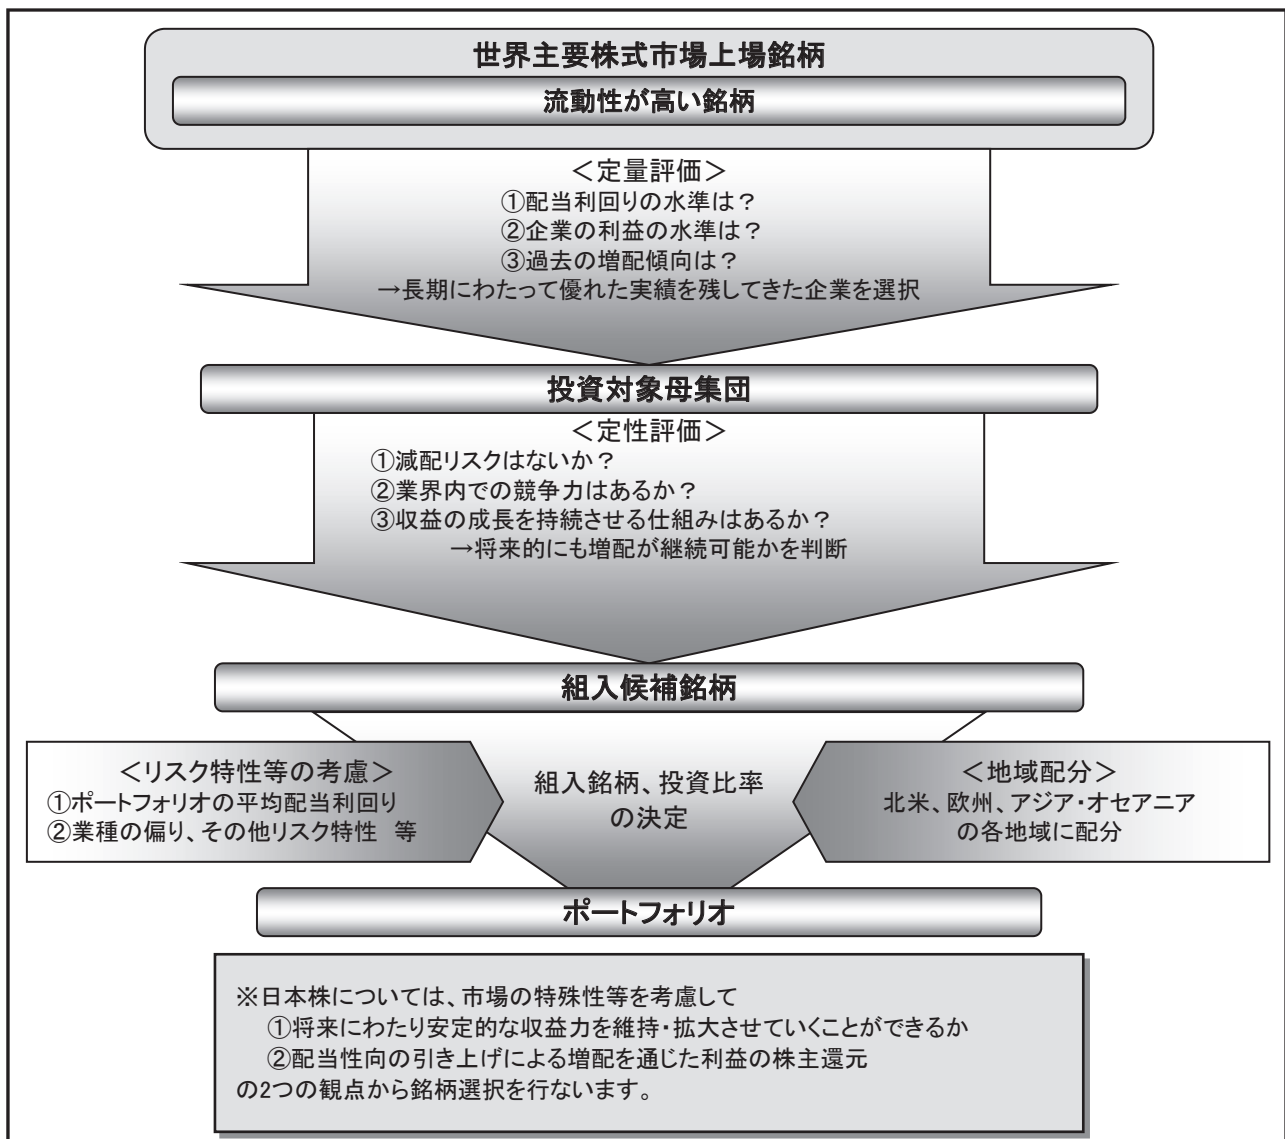 世界主要株式市場上場銘柄
流動性が高い銘柄
＜定量評価＞
①配当利回りの水準は？
②企業の利益の水準は？
③過去の増配傾向は？
→長期にわたって優れた実績を残してきた企業を選択
投資対象母集団
＜定性評価＞
①減配リスクはないか？
②業界内での競争力はあるか？
③収益の成長を持続させる仕組みはあるか？
→将来的にも増配が継続可能かを判断
組入候補銘柄
＜リスク特性等の考慮＞
①ポートフォリオの平均配当利回り
②業種の偏り、その他リスク特性　等
組入銘柄、投資比率
の決定
＜地域配分＞
北米、欧州、アジア・オセアニア
の各地域に配分
ポートフォリオ
※日本株については、市場の特殊性等を考慮して
①将来にわたり安定的な収益力を維持・拡大させていくことができるか
②配当性向の引き上げによる増配を通じた利益の株主還元
の2つの観点から銘柄選択を行ないます。